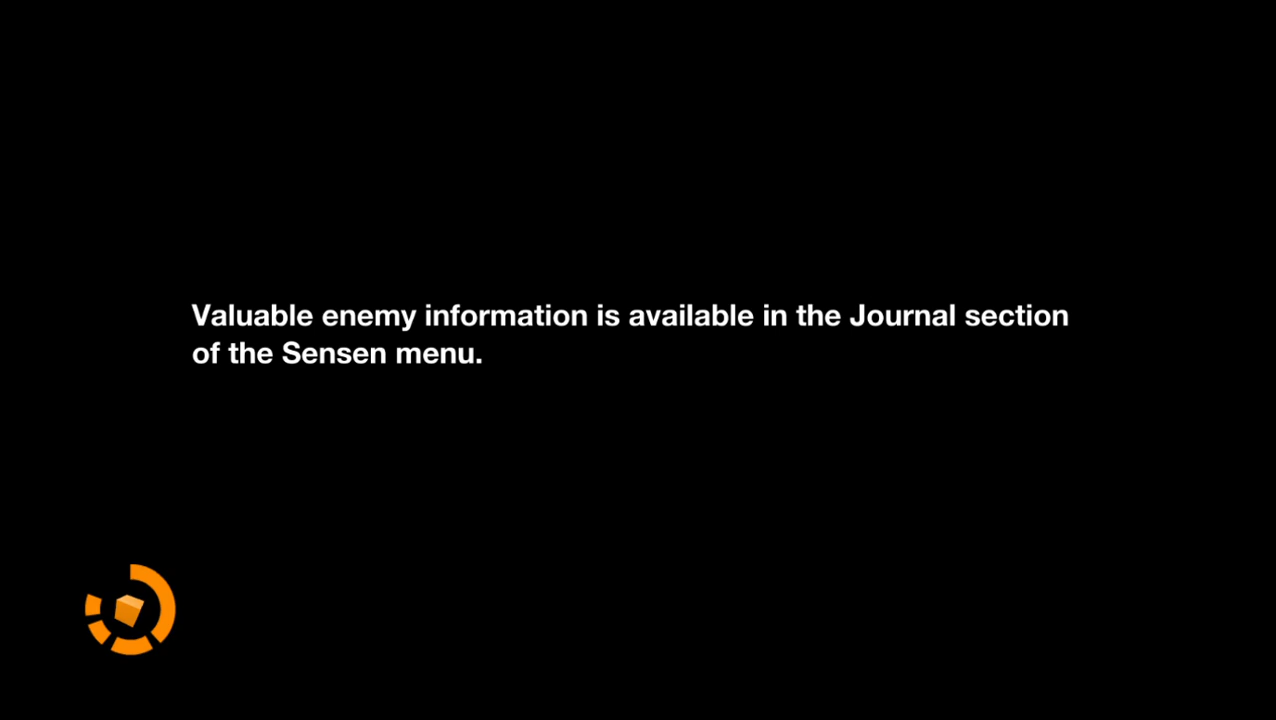 Valuable enemy information is available in the Journal section
of the Sensen menu.